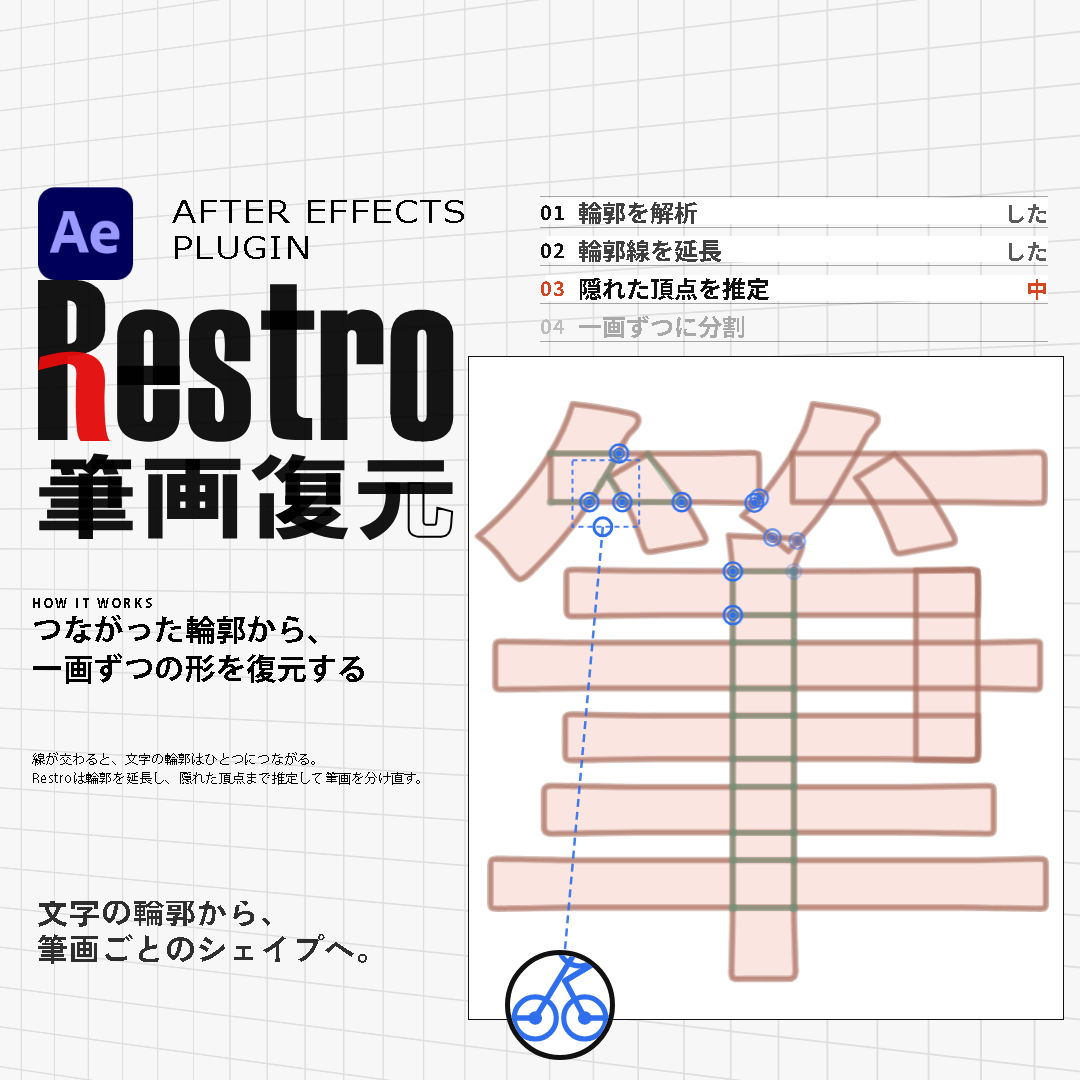 Ae
AFTER EFFECTS
PLUGIN
Restro
筆画復元
01 輪郭を解析 した
02 輪郭線を延長 した
03 隠れた頂点を推定 中
04 一画ずつに分割
HOW IT WORKS
つながった輪郭から、
一画ずつの形を復元する
線が交わると、文字の輪郭はひとつにつながる。
Restroは輪郭を延長し、隠れた頂点まで推定して筆画を分け直す。
文字の輪郭から、
筆画ごとのシェイプへ。
筆